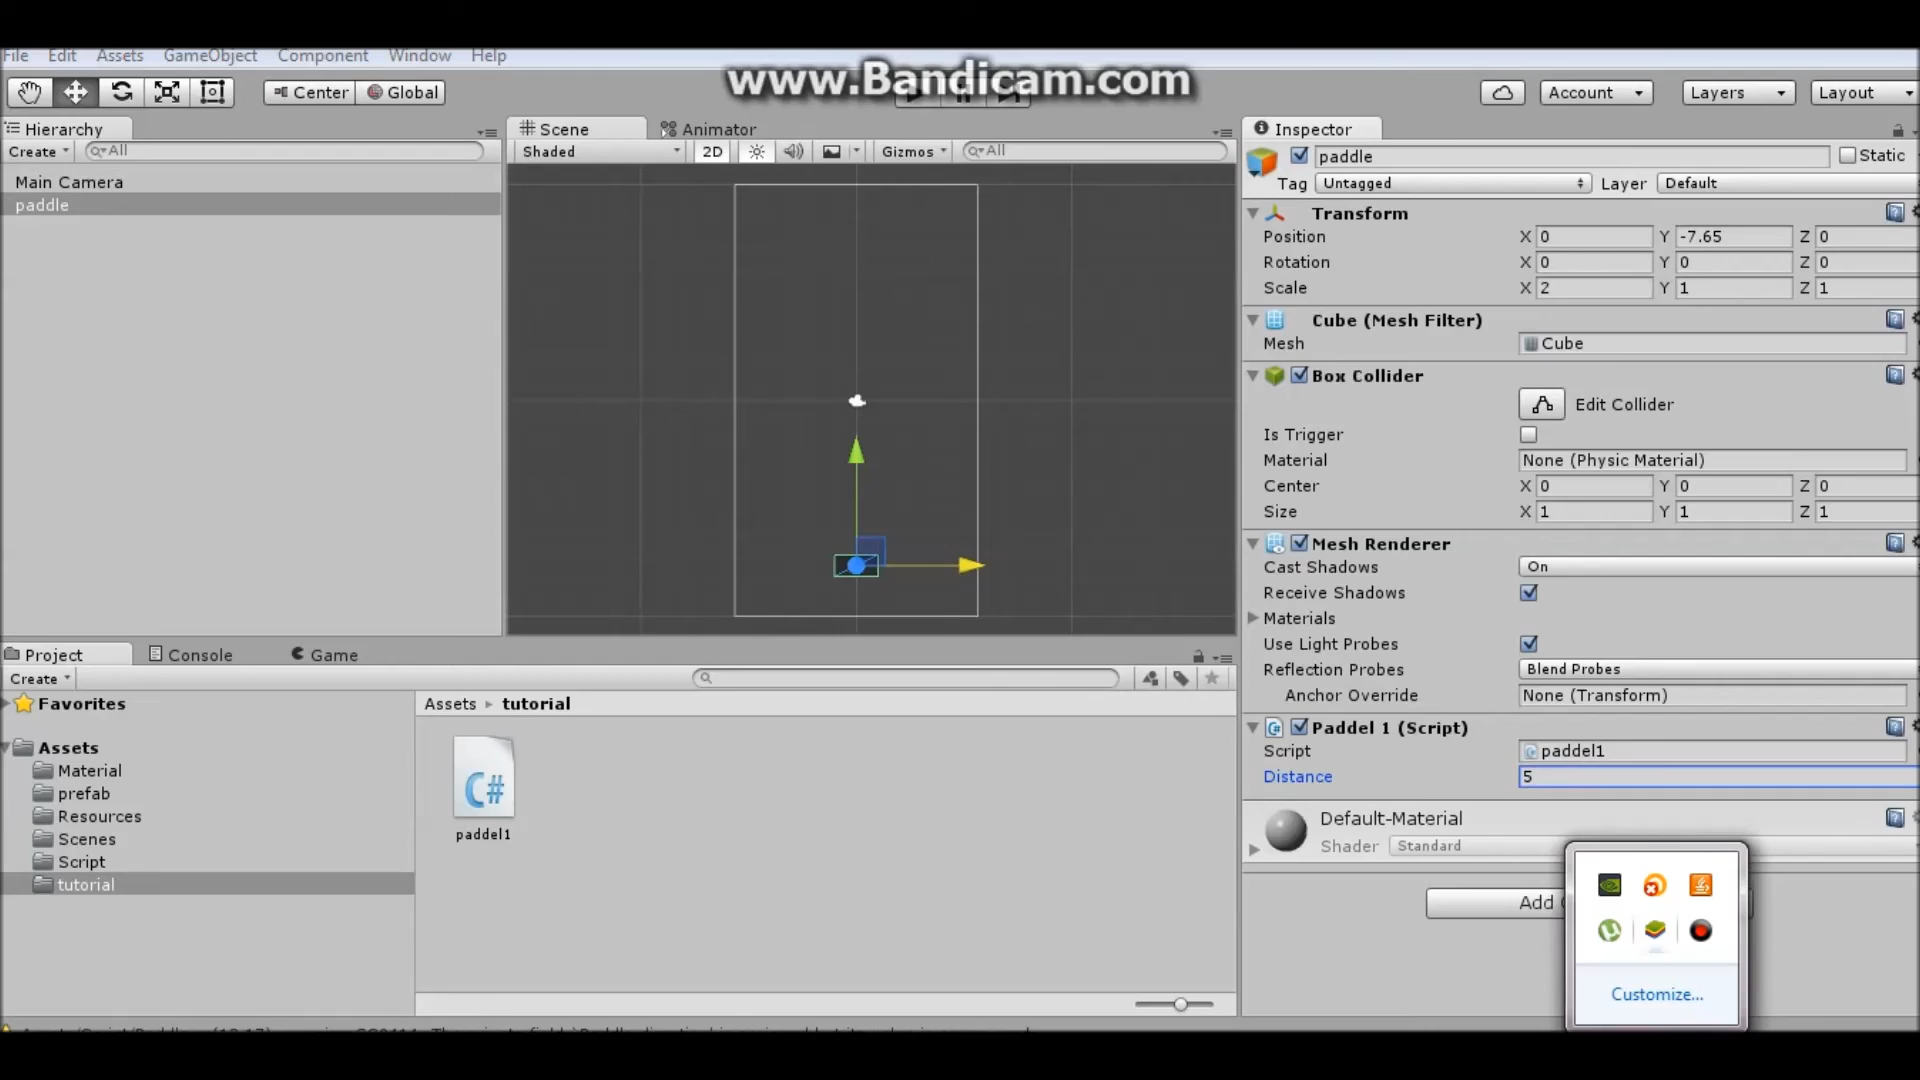 File Edit Assets GameObject Component Window Help
www.Bandicam.com
Center Global
Account Layers Layout
Hierarchy
Create All
Main Camera
paddle
Scene Animator
Shaded 2D Gizmos All
Inspector
paddle Static
Tag Untagged Layer Default
Transform
Position X 0 Y -7.65 Z 0
Rotation X 0 Y 0 Z 0
Scale X 2 Y 1 Z 1
Cube (Mesh Filter)
Mesh Cube
Box Collider
Edit Collider
Is Trigger
Material None (Physic Material)
Center X 0 Y 0 Z 0
Size X 1 Y 1 Z 1
Mesh Renderer
Cast Shadows On
Receive Shadows
Materials
Use Light Probes
Reflection Probes Blend Probes
Anchor Override None (Transform)
Paddel 1 (Script)
Script paddel1
Distance 5
Default-Material
Shader Standard
Add
Customize...
Project Console Game
Create
Favorites
Assets
Material
prefab
Resources
Scenes
Script
tutorial
Assets tutorial
C#
paddel1